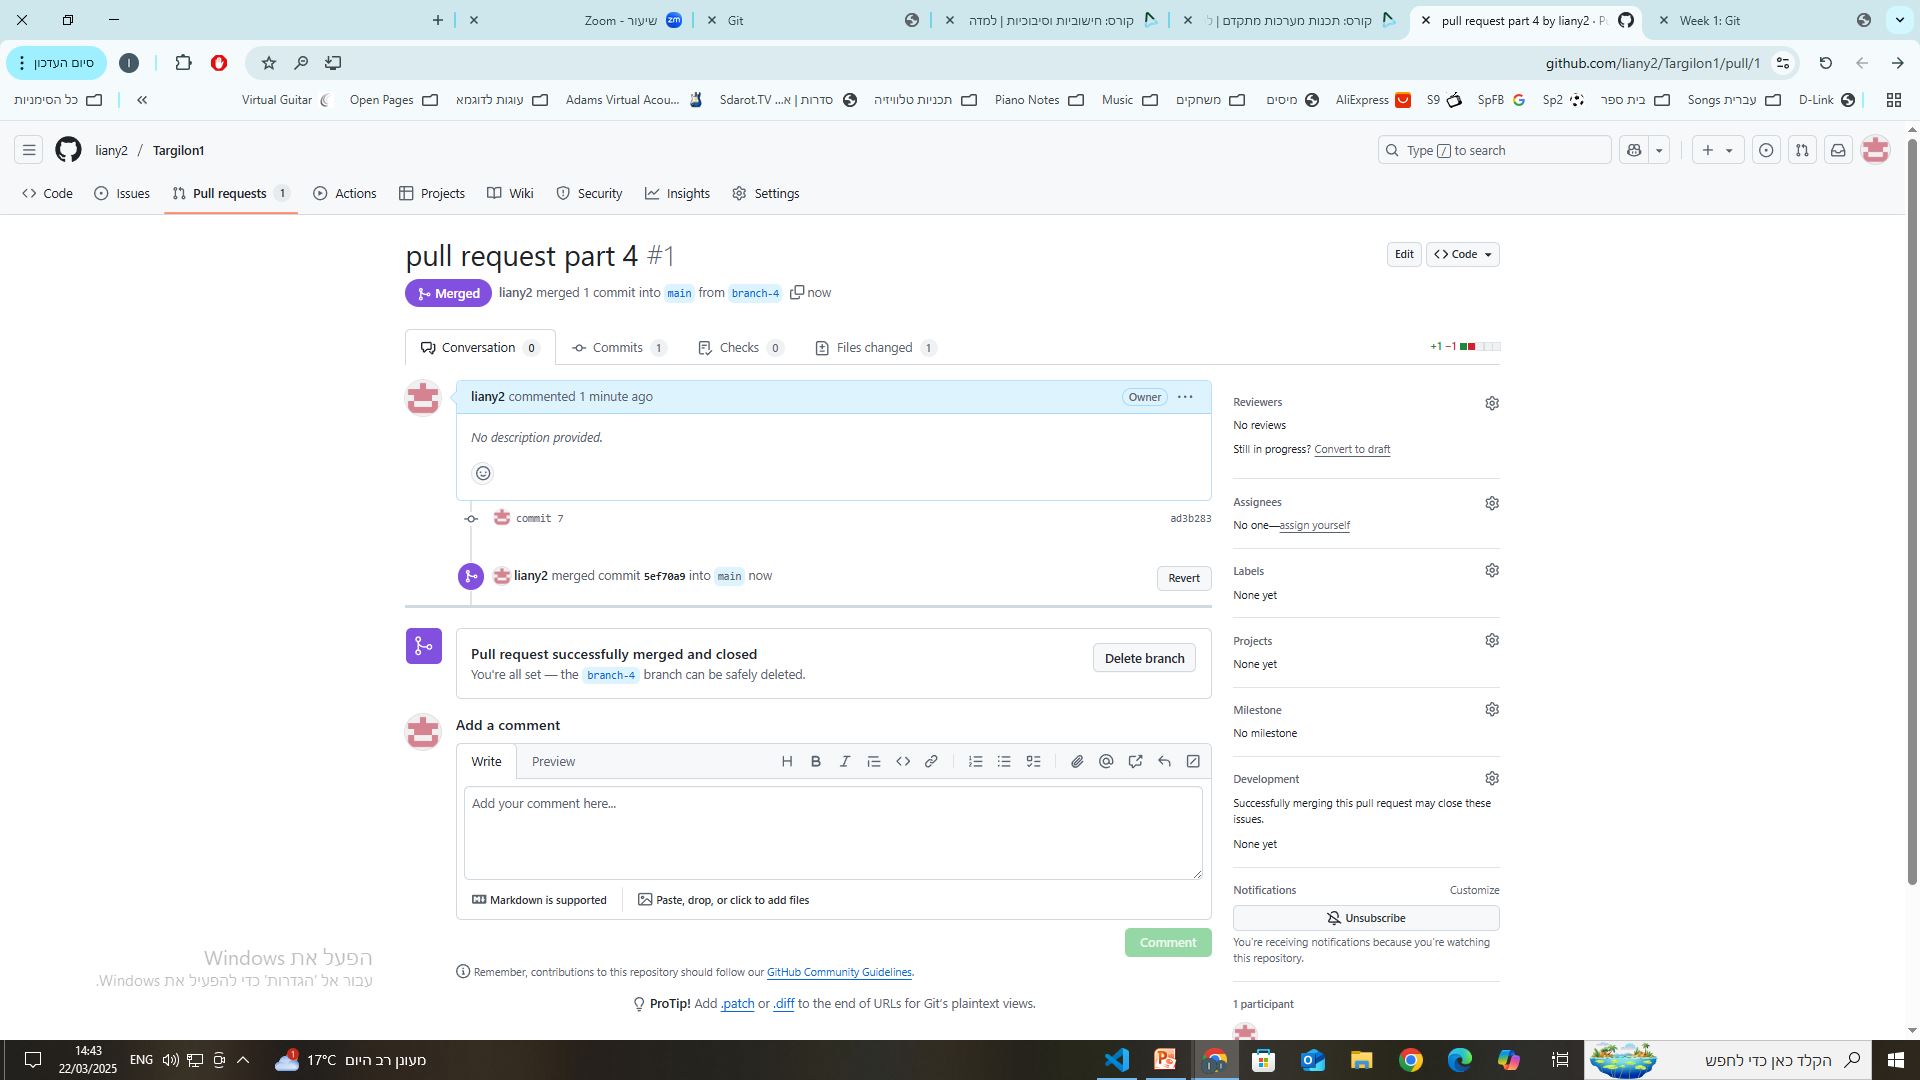 Week 1: Git
pull request part 4 by liany2 · Pu
קורס: תכנות מערכות מתקדם | ל
קורס: חישוביות וסיבוכיות | למדה
Git
Zoom - שיעור
github.com/liany2/Targilon1/pull/1
סיום העדכון
D-Link
Songs עברית
בית ספר
Sp2
SpFB
S9
AliExpress
מיסים
משחקים
Music
Piano Notes
תכניות טלוויזיה
Sdarot.TV סדרות | א...
Adams Virtual Acou...
עוגות לדוגמא
Open Pages
Virtual Guitar
כל הסימניות
liany2 / Targilon1
Type / to search
Code
Issues
Pull requests 1
Actions
Projects
Wiki
Security
Insights
Settings
pull request part 4 #1
Edit
Code
Merged
liany2 merged 1 commit into main from branch-4 now
Conversation 0
Commits 1
Checks 0
Files changed 1
+1 −1
liany2 commented 1 minute ago
Owner
No description provided.
commit 7
ad3b283
liany2 merged commit 5ef70a9 into main now
Revert
Pull request successfully merged and closed
You're all set — the branch-4 branch can be safely deleted.
Delete branch
Add a comment
Write
Preview
Add your comment here...
Markdown is supported
Paste, drop, or click to add files
Comment
Remember, contributions to this repository should follow our GitHub Community Guidelines.
ProTip! Add .patch or .diff to the end of URLs for Git's plaintext views.
Reviewers
No reviews
Still in progress? Convert to draft
Assignees
No one—assign yourself
Labels
None yet
Projects
None yet
Milestone
No milestone
Development
Successfully merging this pull request may close these
issues.
None yet
Notifications
Customize
Unsubscribe
You're receiving notifications because you're watching
this repository.
1 participant
הפעל את Windows
עבור אל 'הגדרות' כדי להפעיל את Windows.
14:43
22/03/2025
ENG
17°C מעונן רב היום
הקלד כאן כדי לחפש